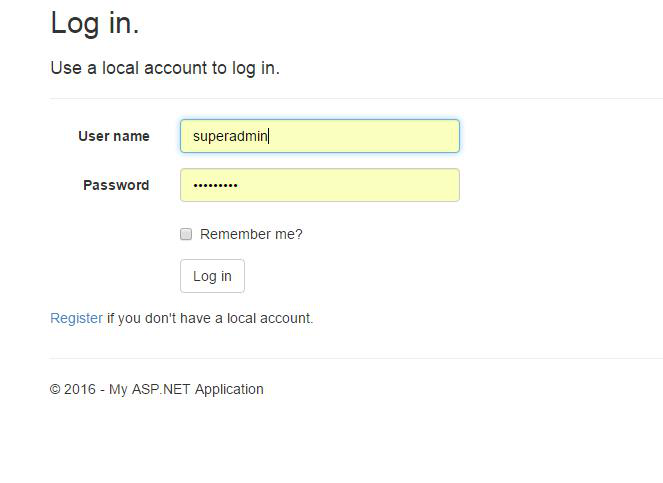 Log in.
Use a local account to log in.
User name superadmin
Password •••••••••
Remember me?
Log in
Register if you don't have a local account.
© 2016 - My ASP.NET Application